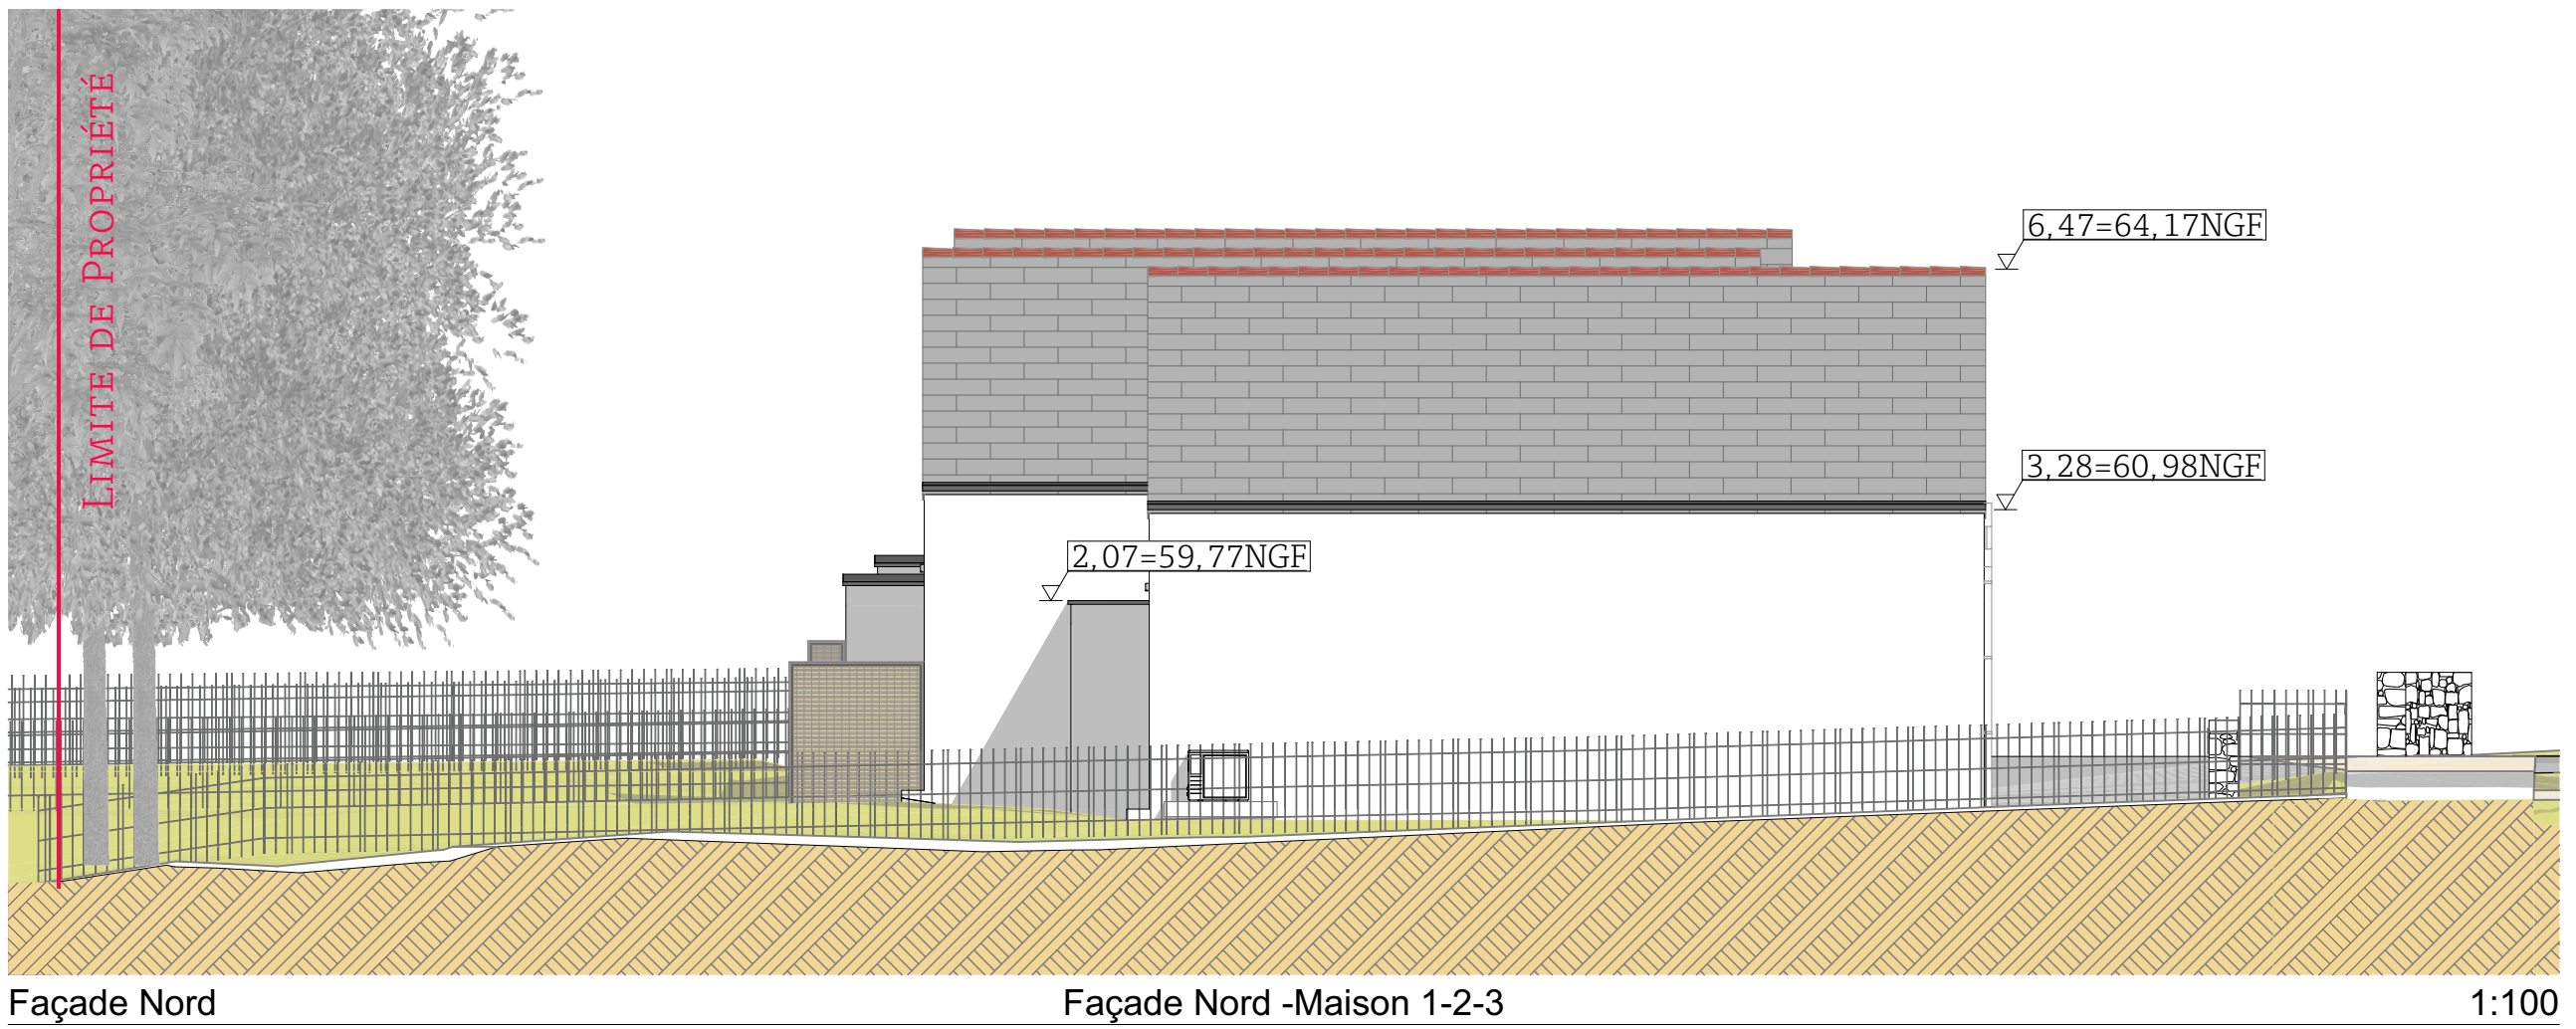 LIMITE DE PROPRIÉTÉ
6,47=64,17NGF
3,28=60,98NGF
2,07=59,77NGF
Façade Nord
Façade Nord -Maison 1-2-3
1:100